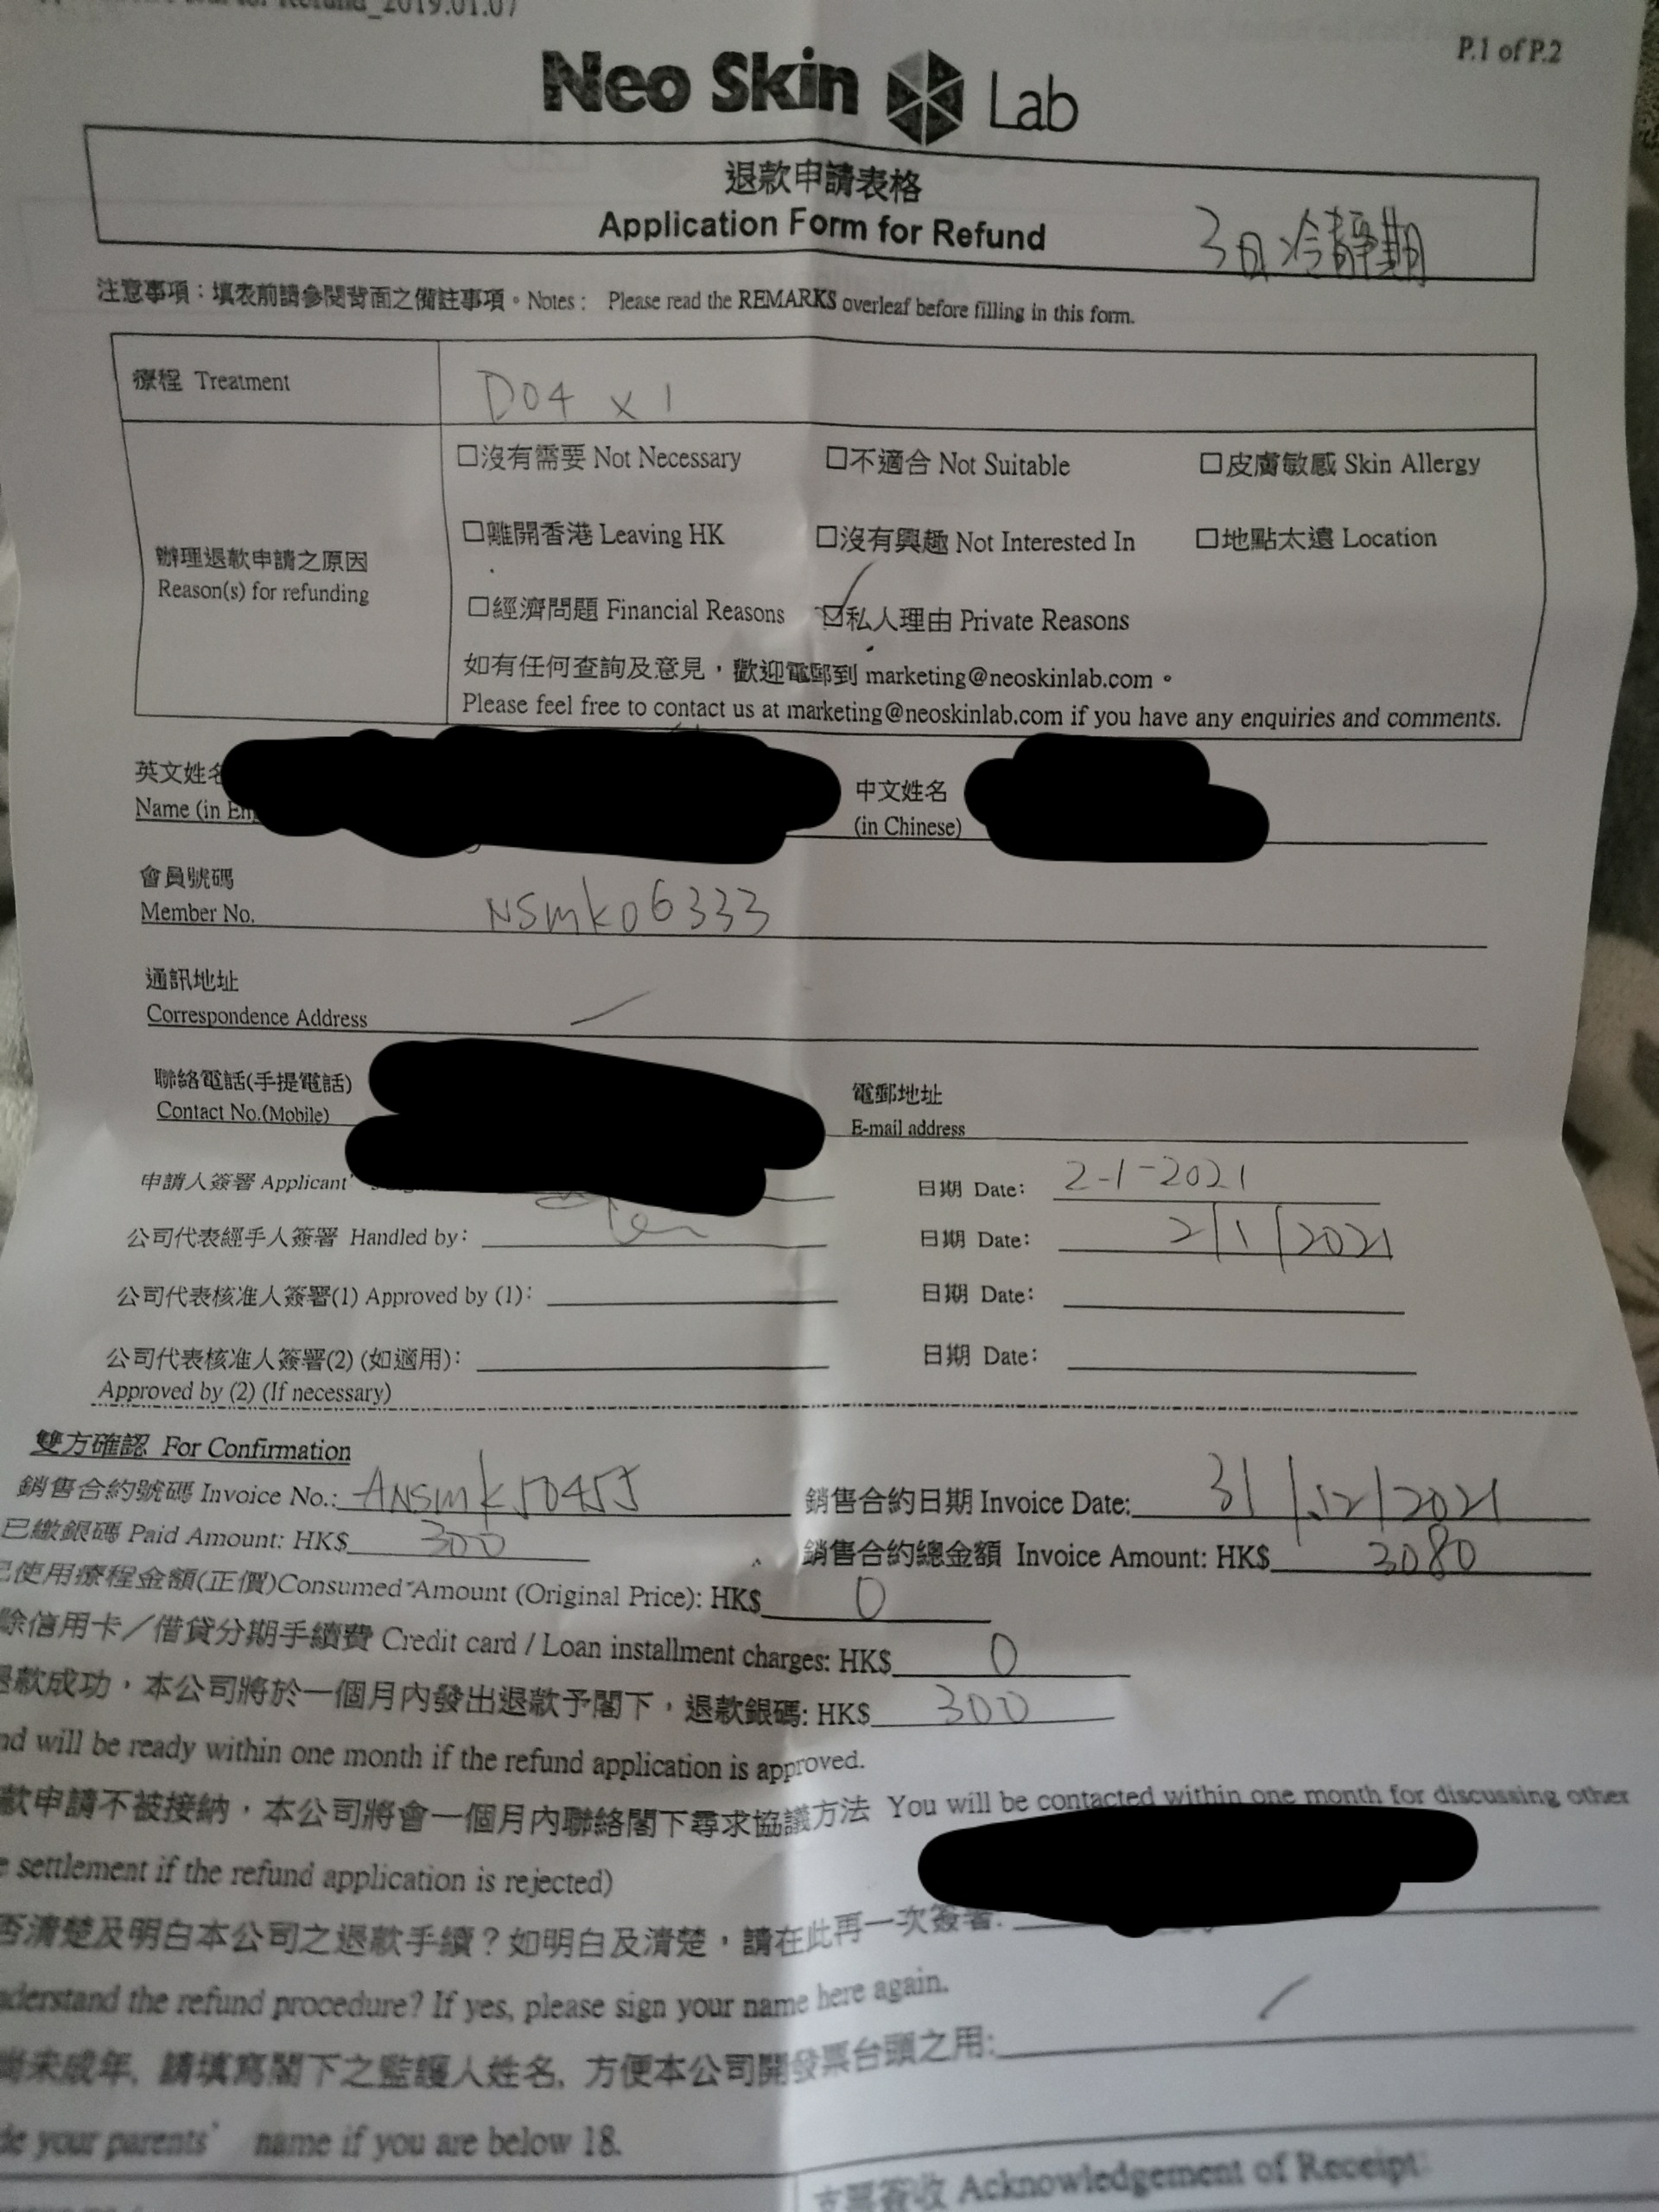 Refund_2019.01.07
P.1 of P.2
Neo Skin Lab
退款申請表格
Application Form for Refund
3日冷靜期
注意事項：填表前請參閱背面之備註事項。Notes： Please read the REMARKS overleaf before filling in this form.
療程 Treatment D04 x 1
□沒有需要 Not Necessary □不適合 Not Suitable □皮膚敏感 Skin Allergy
辦理退款申請之原因
Reason(s) for refunding
□離開香港 Leaving HK □沒有興趣 Not Interested In □地點太遠 Location
□經濟問題 Financial Reasons ☑私人理由 Private Reasons
如有任何查詢及意見，歡迎電郵到 marketing@neoskinlab.com。
Please feel free to contact us at marketing@neoskinlab.com if you have any enquiries and comments.
英文姓名 中文姓名
Name (in En (in Chinese)
會員號碼
Member No. NSmk06333
通訊地址
Correspondence Address
聯絡電話(手提電話) 電郵地址
Contact No.(Mobile) E-mail address
申請人簽署 Applicant' 日期 Date: 2-1-2021
公司代表經手人簽署 Handled by: 日期 Date: 2/1/2021
公司代表核准人簽署(1) Approved by (1): 日期 Date:
公司代表核准人簽署(2) (如適用): 日期 Date:
Approved by (2) (If necessary)
雙方確認 For Confirmation
銷售合約號碼 Invoice No.: ANSmk50455 銷售合約日期 Invoice Date: 31/12/2021
已繳銀碼 Paid Amount: HK$ 300 銷售合約總金額 Invoice Amount: HK$ 3080
使用療程金額(正價)Consumed Amount (Original Price): HK$ 0
除信用卡／借貸分期手續費 Credit card / Loan installment charges: HK$ 0
退款成功，本公司將於一個月內發出退款予閣下，退款銀碼: HK$ 300
nd will be ready within one month if the refund application is approved.
款申請不被接納，本公司將會一個月內聯絡閣下尋求協議方法 You will be contacted within one month for discussing other
e settlement if the refund application is rejected)
否清楚及明白本公司之退款手續？如明白及清楚，請在此再一次簽署:
nderstand the refund procedure? If yes, please sign your name here again.
尚未成年, 請填寫閣下之監護人姓名, 方便本公司開發票台頭之用:
de your parents' name if you are below 18.
支票簽收 Acknowledgement of Receipt: